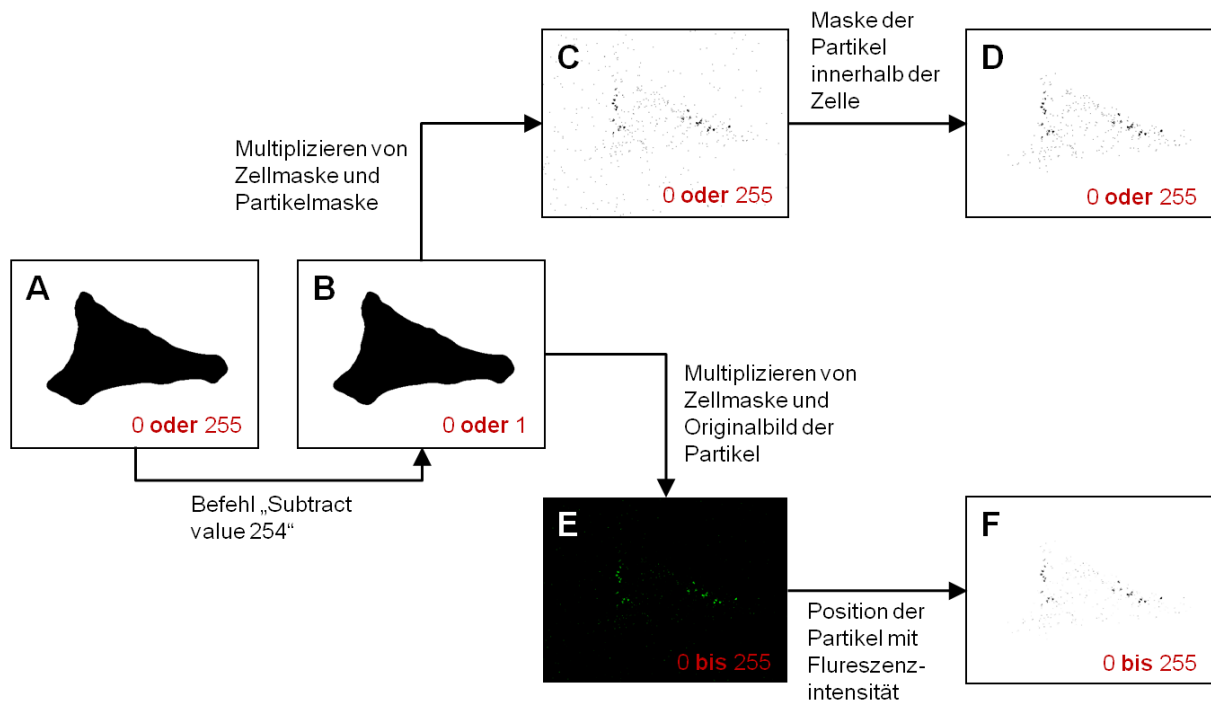 C
0 oder 255
Maske der
Partikel
innerhalb der
Zelle
D
0 oder 255
Multiplizieren von
Zellmaske und
Partikelmaske
A
0 oder 255
B
0 oder 1
Befehl „Subtract
value 254“
Multiplizieren von
Zellmaske und
Originalbild der
Partikel
E
0 bis 255
Position der
Partikel mit
Flureszenz-
intensität
F
0 bis 255